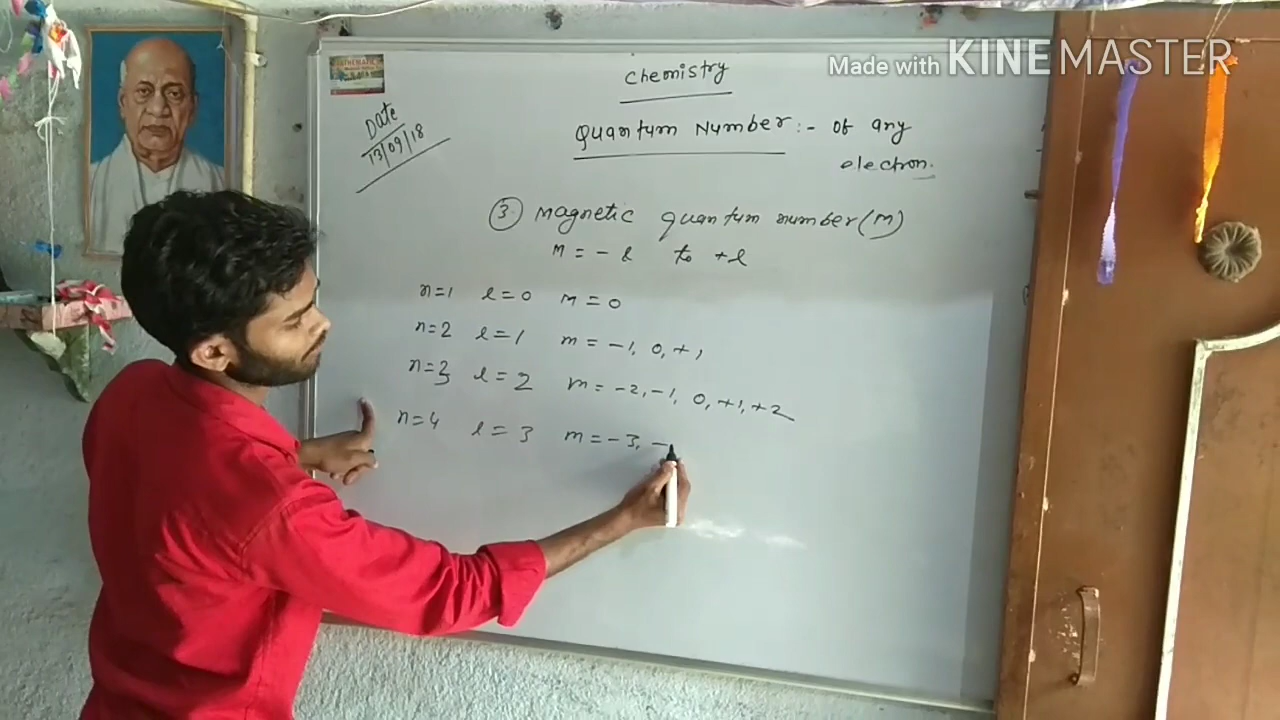 Made with KINEMASTER
Chemistry
Date
13/09/18
Quantum Number :- of any
electron.
③ Magnetic quantum number (M)
M = - l to + l
n=1 l=0 M=0
n=2 l=1 m=-1, 0, +1
n=3 l=2 m=-2, -1, 0, +1, +2
n=4 l=3 m=-3, -